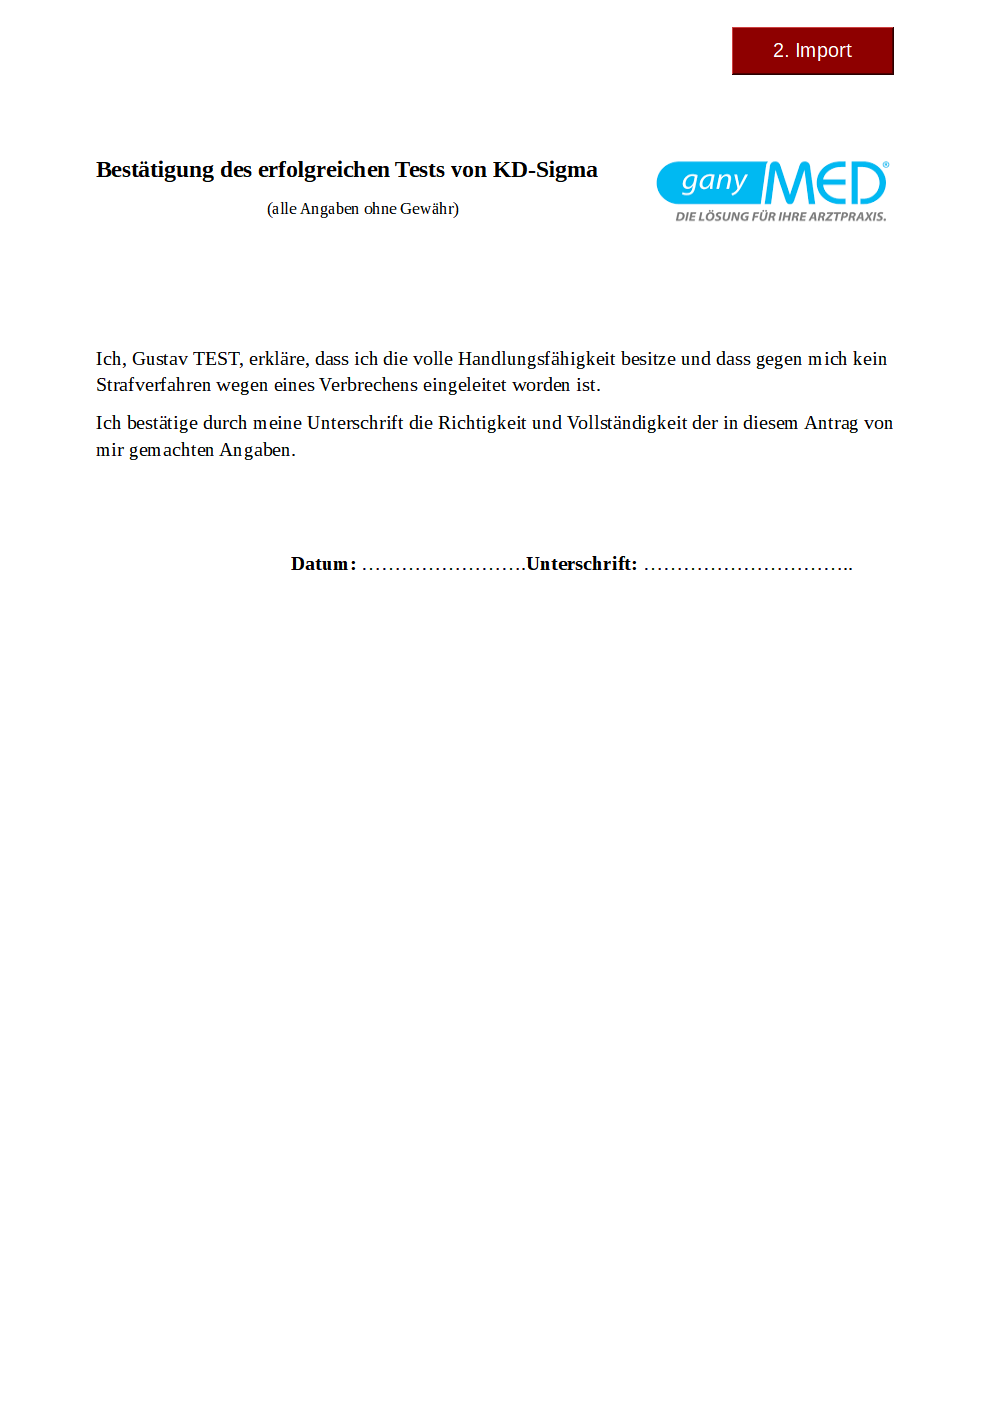 2. Import
Bestätigung des erfolgreichen Tests von KD-Sigma
(alle Angaben ohne Gewähr)
gany MED®
DIE LÖSUNG FÜR IHRE ARZTPRAXIS.
Ich, Gustav TEST, erkläre, dass ich die volle Handlungsfähigkeit besitze und dass gegen mich kein
Strafverfahren wegen eines Verbrechens eingeleitet worden ist.
Ich bestätige durch meine Unterschrift die Richtigkeit und Vollständigkeit der in diesem Antrag von
mir gemachten Angaben.
Datum: …………………….Unterschrift: …………………………..